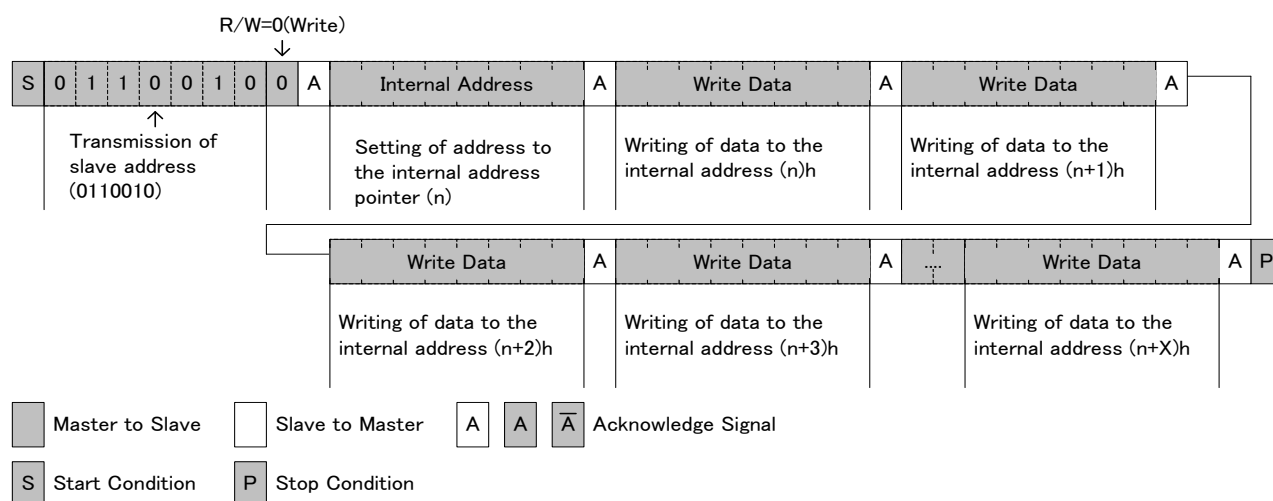 R/W=0(Write)
↓
S 0 1 1 0 0 1 0 0 A Internal Address A Write Data A Write Data A
↑
Transmission of
slave address
(0110010)
Setting of address to
the internal address
pointer (n)
Writing of data to the
internal address (n)h
Writing of data to the
internal address (n+1)h
Write Data A Write Data A .... Write Data A P
Writing of data to the
internal address (n+2)h
Writing of data to the
internal address (n+3)h
Writing of data to the
internal address (n+X)h
Master to Slave
Slave to Master
A A A̅ Acknowledge Signal
S Start Condition
P Stop Condition